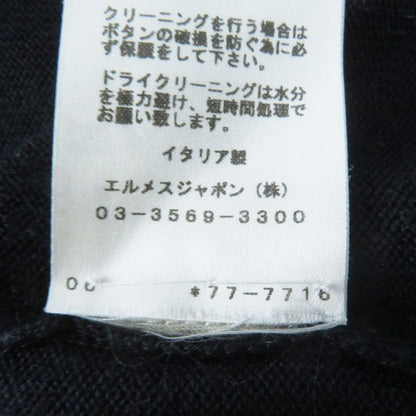 クリーニングを行う場合は
ボタンの破損を防ぐ為に必
ず保護をして下さい。
ドライクリーニングは水分
を極力避け、短時間処理で
お願い致します。
イタリア製
エルメスジャポン（株）
03-3569-3300
*77-7716